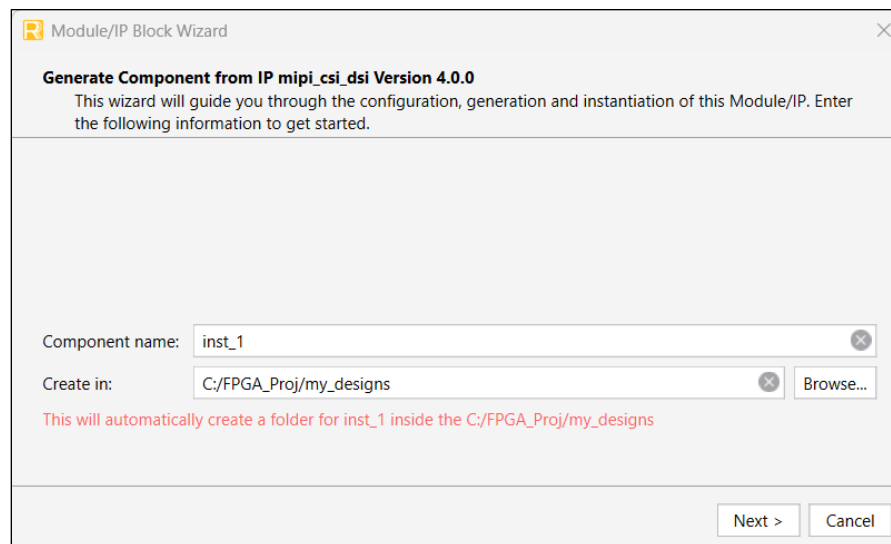 Module/IP Block Wizard
Generate Component from IP mipi_csi_dsi Version 4.0.0
This wizard will guide you through the configuration, generation and instantiation of this Module/IP. Enter
the following information to get started.
Component name: inst_1
Create in: C:/FPGA_Proj/my_designs Browse...
This will automatically create a folder for inst_1 inside the C:/FPGA_Proj/my_designs
Next > Cancel